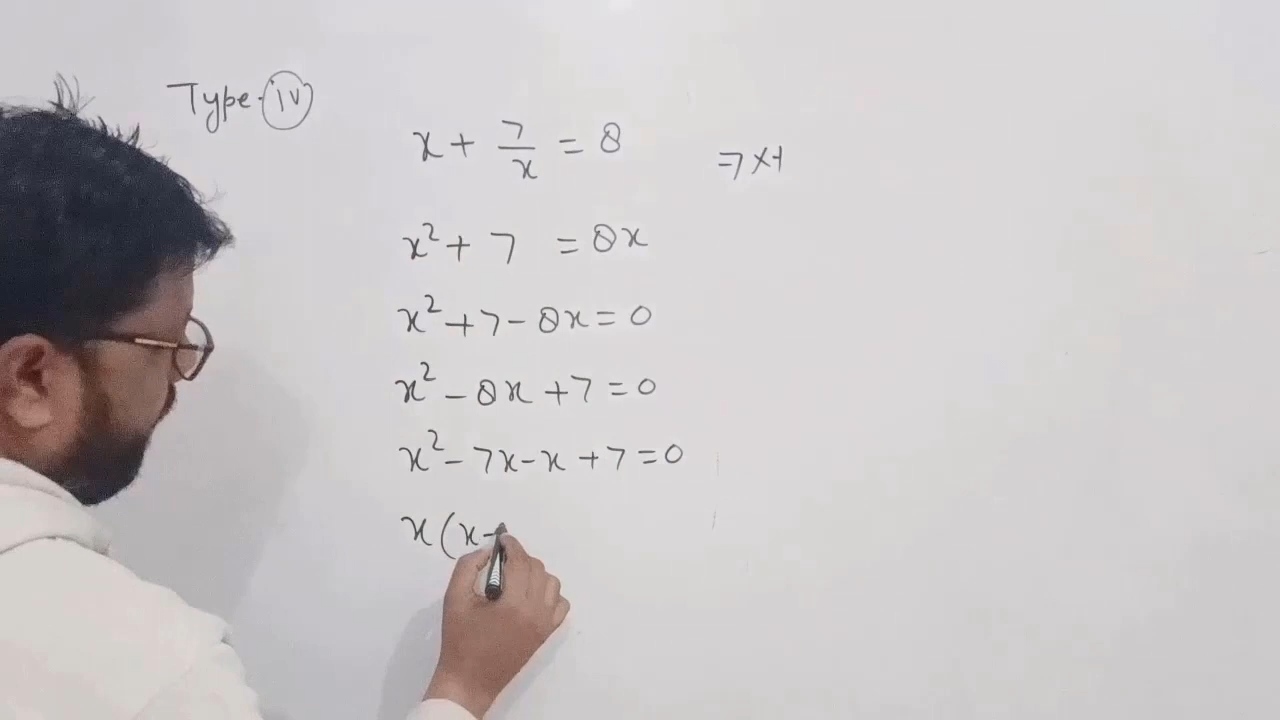 Type-iv
x + 7/x = 8
=7×1
x² + 7 = 8x
x² + 7 - 8x = 0
x² - 8x + 7 = 0
x² - 7x - x + 7 = 0
x(x-